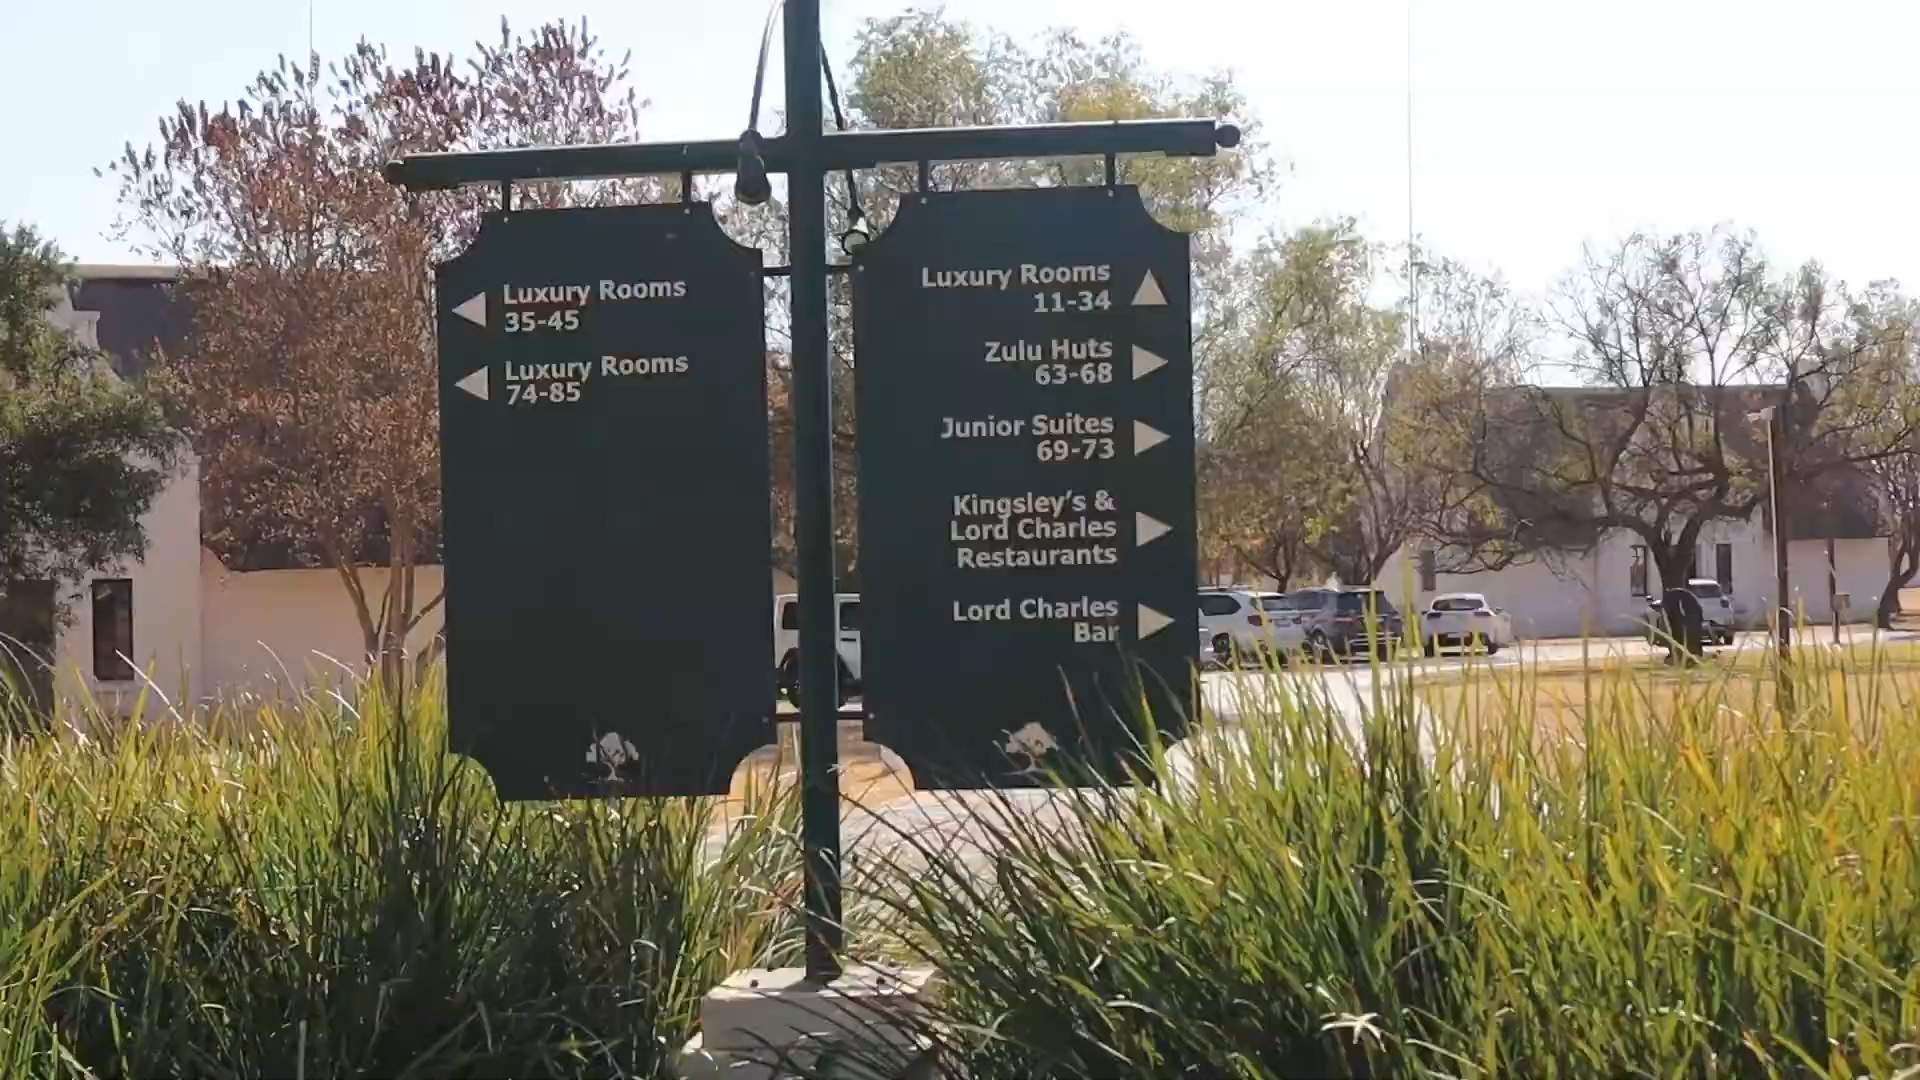 Luxury Rooms
35-45
Luxury Rooms
74-85
Luxury Rooms
11-34
Zulu Huts
63-68
Junior Suites
69-73
Kingsley's &
Lord Charles
Restaurants
Lord Charles
Bar